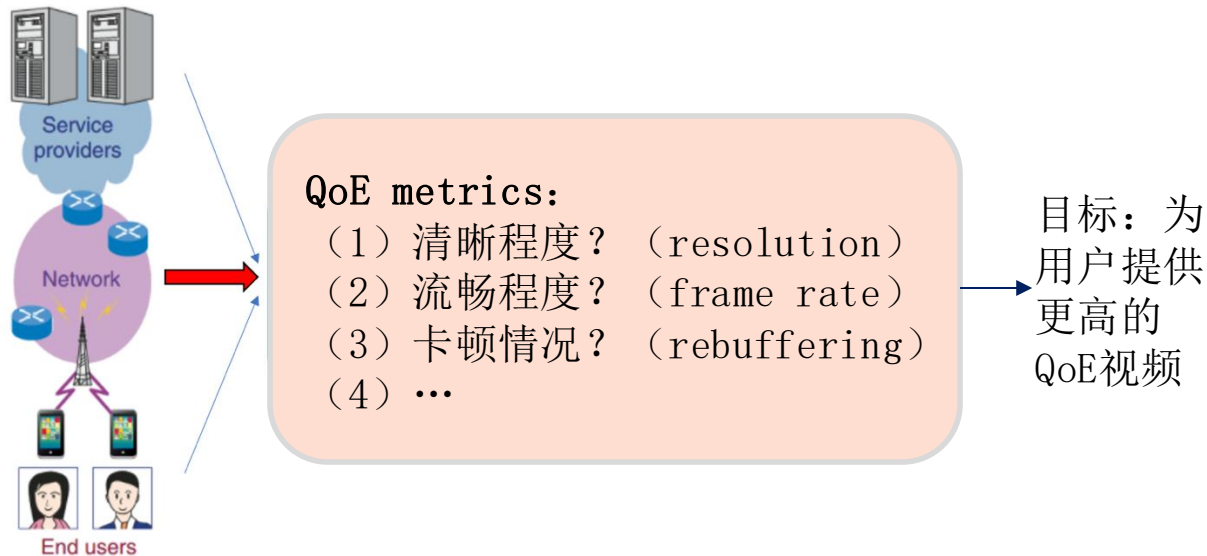 Service
providers
Network
End users
QoE metrics:
（1）清晰程度？（resolution）
（2）流畅程度？（frame rate）
（3）卡顿情况？（rebuffering）
（4）…
目标：为
用户提供
更高的
QoE视频